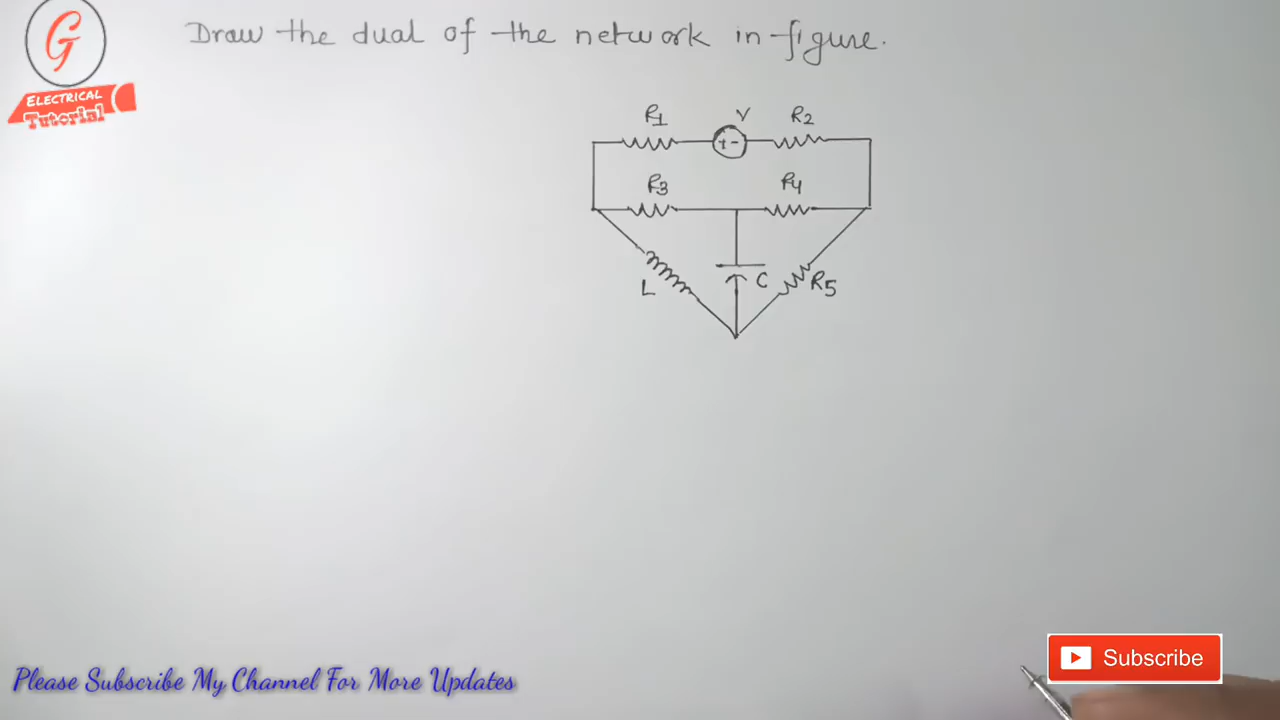 Draw the dual of the network in figure.
G
ELECTRICAL
Tutorial
R1 V R2
+ -
R3 R4
L C R5
Subscribe
Please Subscribe My Channel For More Updates